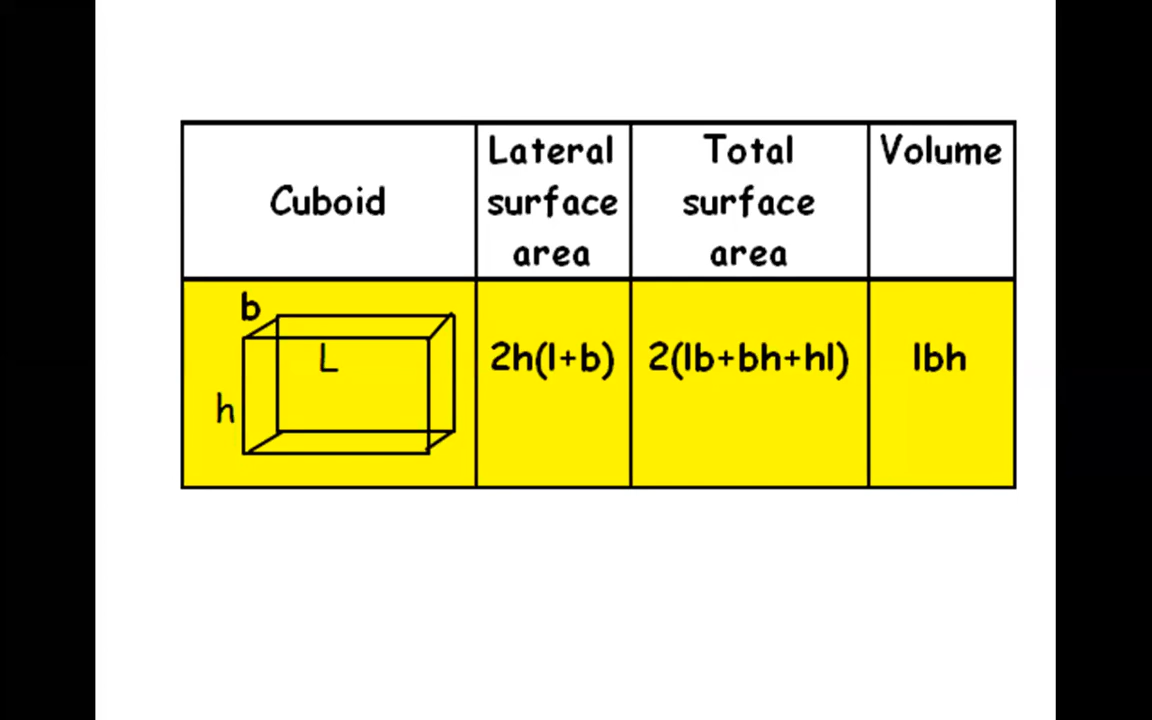 Cuboid
Lateral
surface
area
Total
surface
area
Volume
b
L
h
2h(l+b)
2(lb+bh+hl)
lbh